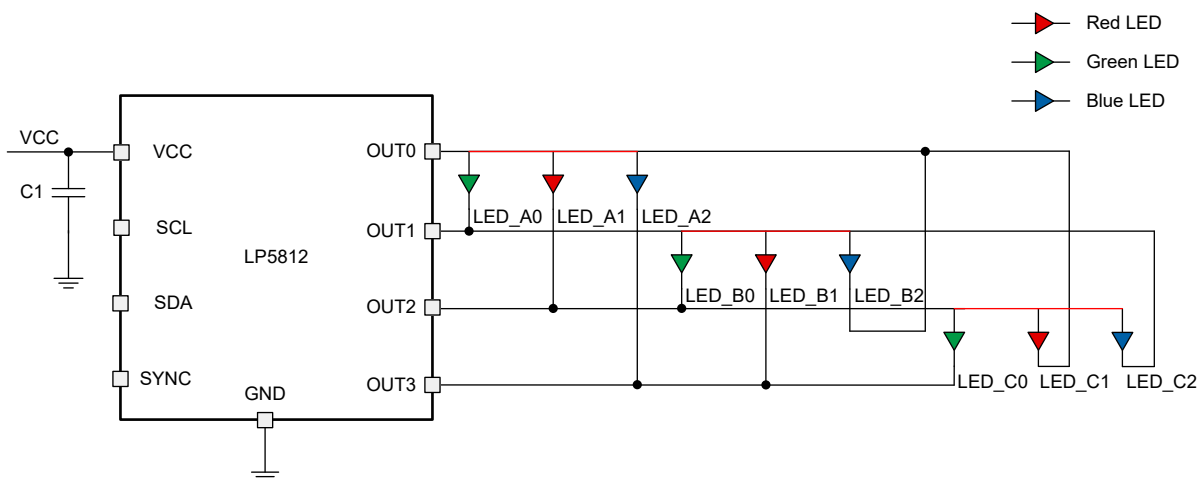 Red LED
Green LED
Blue LED
VCC
C1
VCC
SCL
SDA
SYNC
LP5812
GND
OUT0
OUT1
OUT2
OUT3
LED_A0
LED_A1
LED_A2
LED_B0
LED_B1
LED_B2
LED_C0
LED_C1
LED_C2